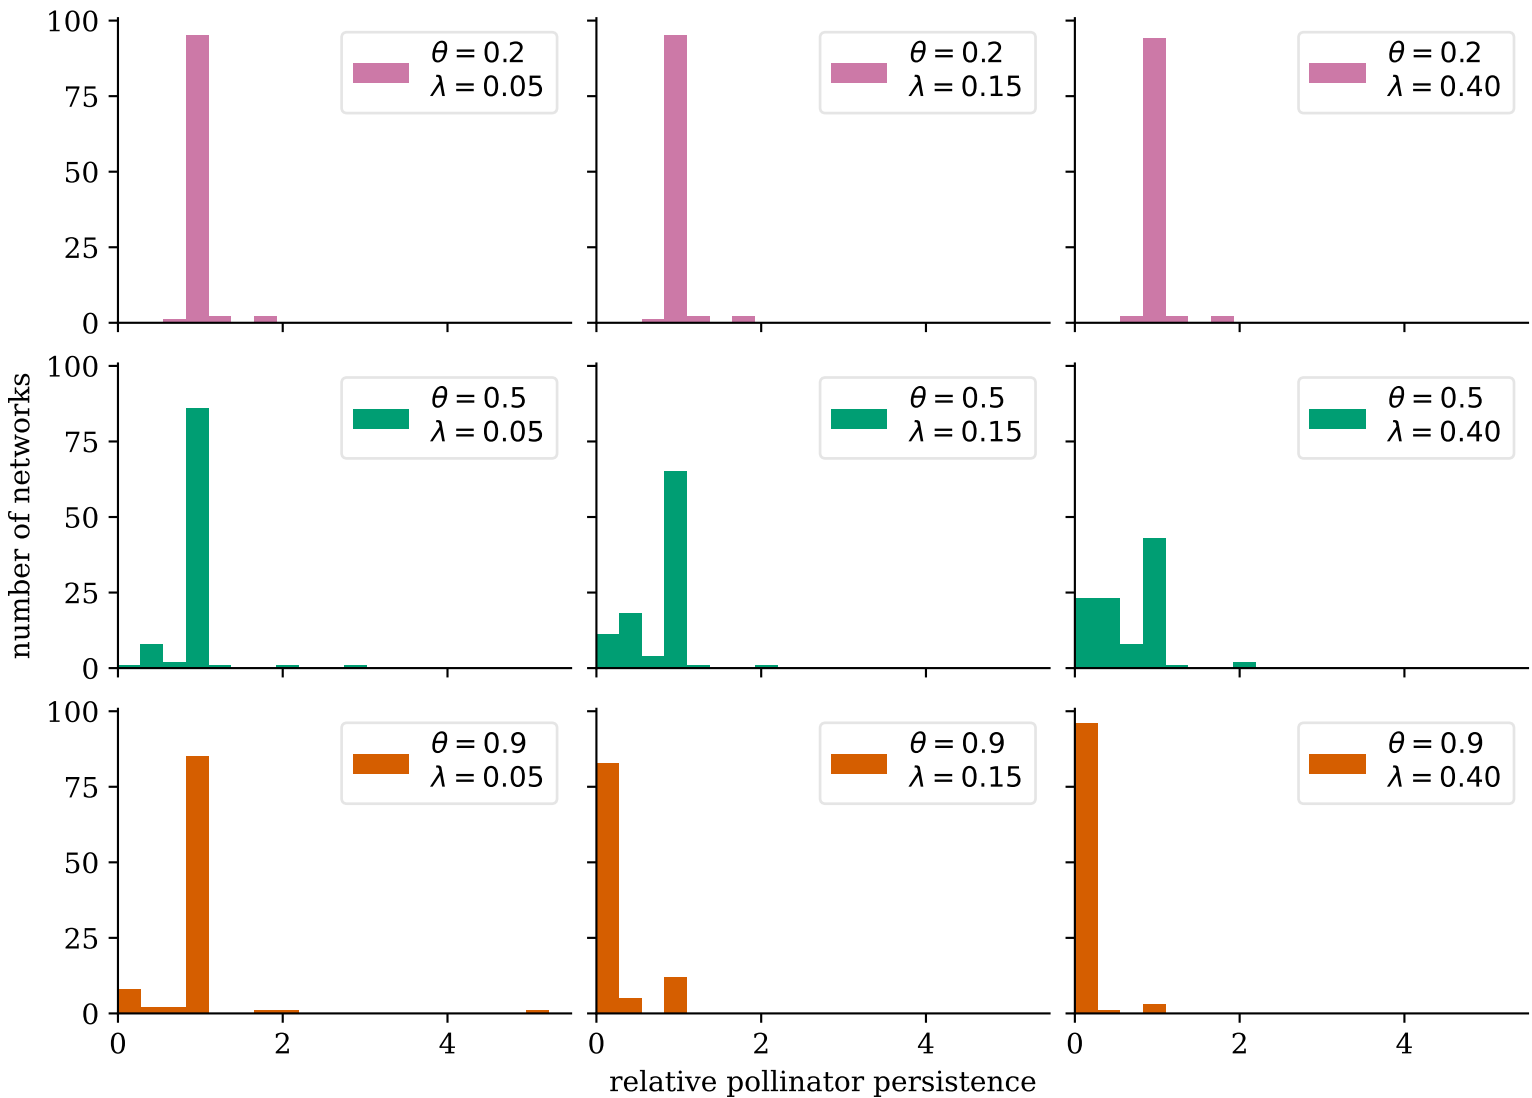 100
75
50
25
0
θ = 0.2
λ = 0.05
θ = 0.2
λ = 0.15
θ = 0.2
λ = 0.40
number of networks
100
75
50
25
0
θ = 0.5
λ = 0.05
θ = 0.5
λ = 0.15
θ = 0.5
λ = 0.40
100
75
50
25
0
θ = 0.9
λ = 0.05
θ = 0.9
λ = 0.15
θ = 0.9
λ = 0.40
0 2 4
0 2 4
0 2 4
relative pollinator persistence